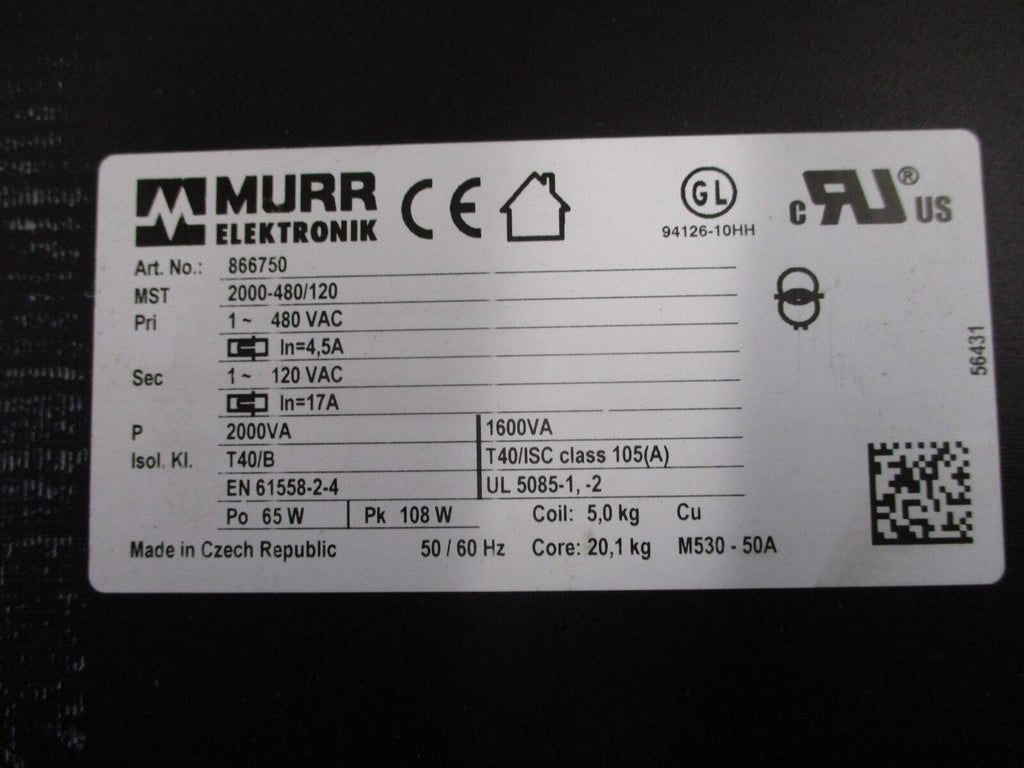 MURR
ELEKTRONIK
CE
GL
94126-10HH
c RU ® US
Art. No.: 866750
MST 2000-480/120
Pri 1 ~ 480 VAC
In=4,5A
Sec 1 ~ 120 VAC
In=17A
P 2000VA 1600VA
Isol. Kl. T40/B T40/ISC class 105(A)
EN 61558-2-4 UL 5085-1, -2
Po 65 W Pk 108 W Coil: 5,0 kg Cu
Made in Czech Republic 50 / 60 Hz Core: 20,1 kg M530 - 50A
56431